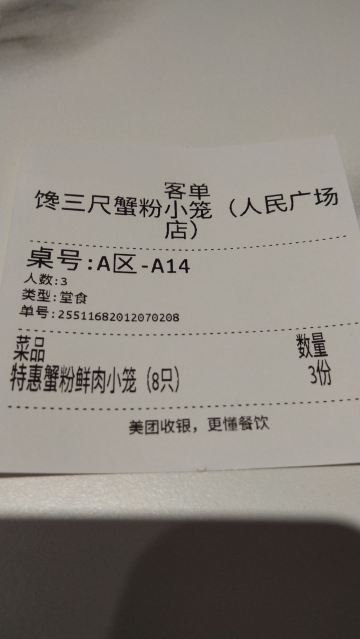 客单
馋三尺蟹粉小笼（人民广场
店）
桌号:A区-A14
人数:3
类型:堂食
单号:25511682012070208
菜品 数量
特惠蟹粉鲜肉小笼（8只） 3份
美团收银，更懂餐饮